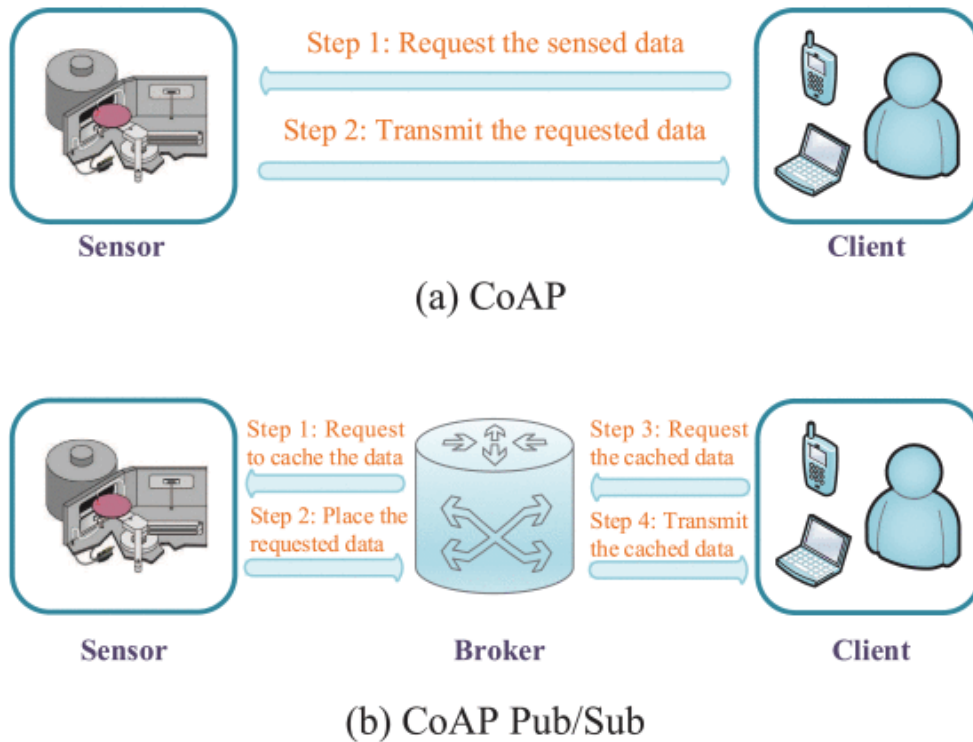 Step 1: Request the sensed data
Step 2: Transmit the requested data
Sensor
Client
(a) CoAP
Step 1: Request
to cache the data
Step 2: Place the
requested data
Step 3: Request
the cached data
Step 4: Transmit
the cached data
Sensor
Broker
Client
(b) CoAP Pub/Sub